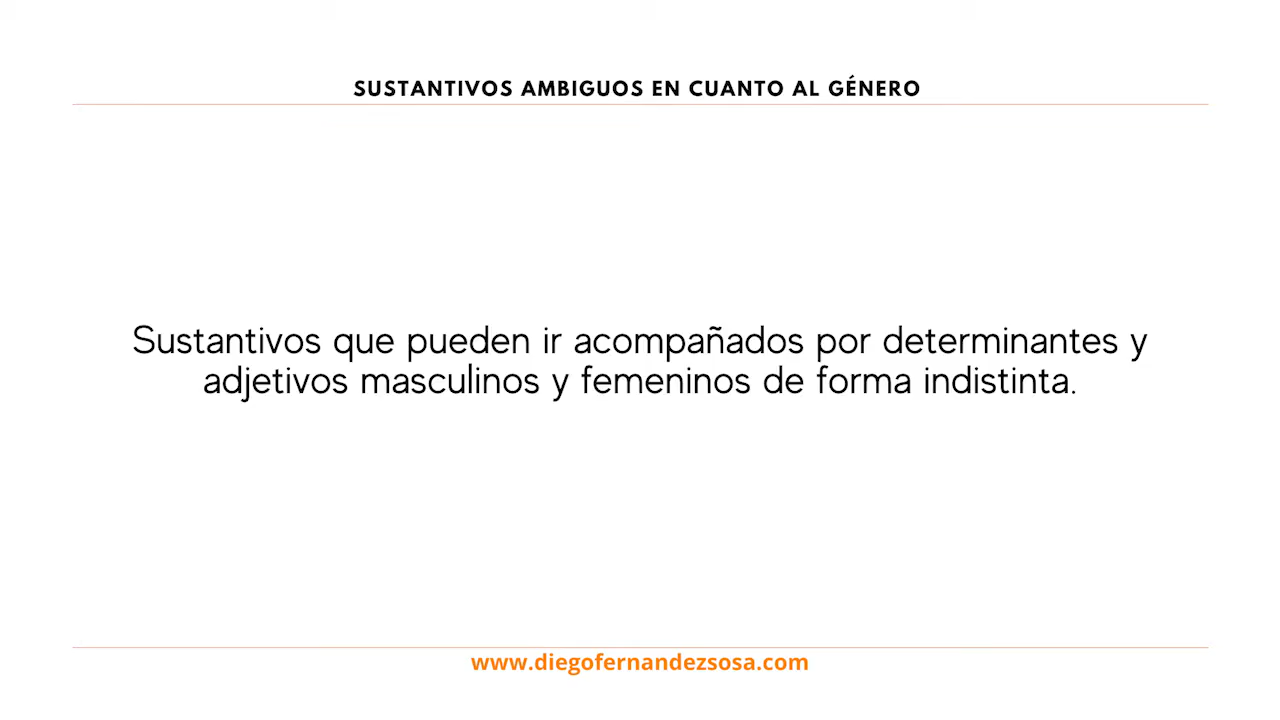 SUSTANTIVOS AMBIGUOS EN CUANTO AL GÉNERO
Sustantivos que pueden ir acompañados por determinantes y
adjetivos masculinos y femeninos de forma indistinta.
www.diegofernandezsosa.com